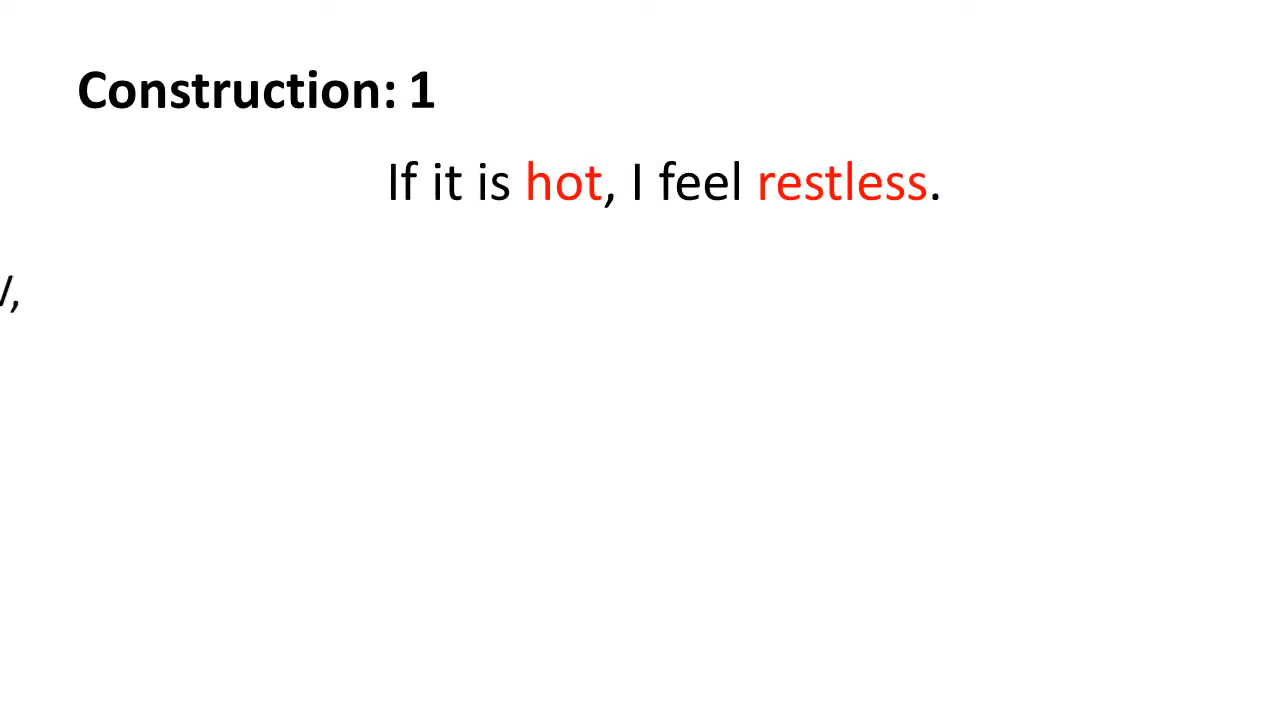 Construction: 1
If it is hot, I feel restless.